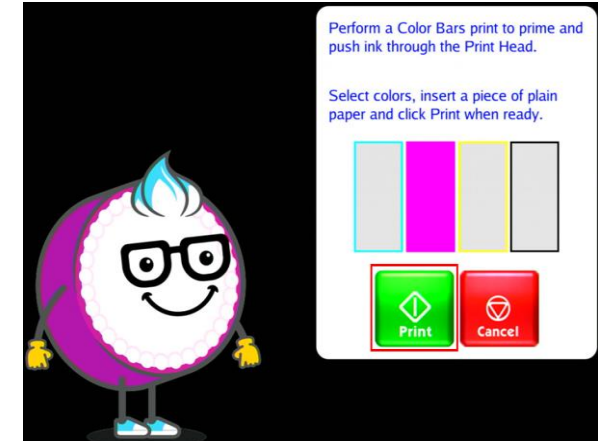 Perform a Color Bars print to prime and
push ink through the Print Head.
Select colors, insert a piece of plain
paper and click Print when ready.
Print
Cancel